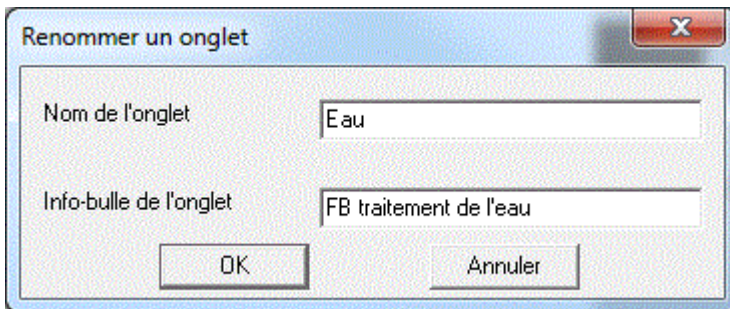 Renommer un onglet
Nom de l'onglet Eau
Info-bulle de l'onglet FB traitement de l'eau
OK Annuler